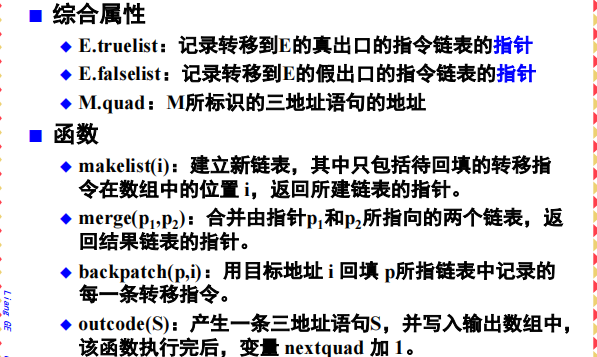 综合属性
E.truelist：记录转移到E的真出口的指令链表的指针
E.falselist：记录转移到E的假出口的指令链表的指针
M.quad：M所标识的三地址语句的地址
函数
makelist(i)：建立新链表，其中只包括待回填的转移指
令在数组中的位置 i，返回所建链表的指针。
merge(p1,p2)：合并由指针p1和p2所指向的两个链表，返
回结果链表的指针。
backpatch(p,i)：用目标地址 i 回填 p所指链表中记录的
每一条转移指令。
outcode(S)：产生一条三地址语句S，并写入输出数组中，
该函数执行完后，变量 nextquad 加 1。
Liang GE